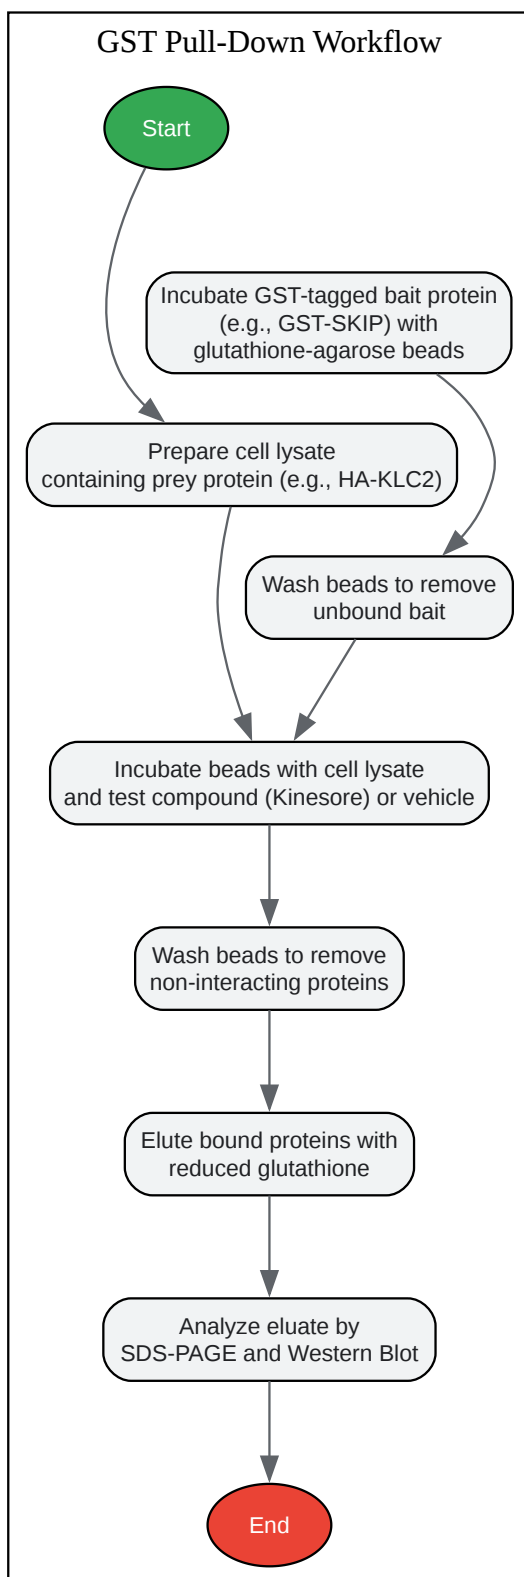 GST Pull-Down Workflow
Start
Incubate GST-tagged bait protein
(e.g., GST-SKIP) with
glutathione-agarose beads
Prepare cell lysate
containing prey protein (e.g., HA-KLC2)
Wash beads to remove
unbound bait
Incubate beads with cell lysate
and test compound (Kinesore) or vehicle
Wash beads to remove
non-interacting proteins
Elute bound proteins with
reduced glutathione
Analyze eluate by
SDS-PAGE and Western Blot
End